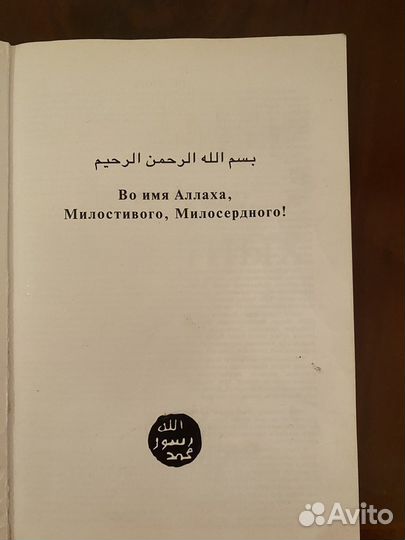 بسم الله الرحمن الرحيم
Во имя Аллаха,
Милостивого, Милосердного!
الله
رسول
محمد
Avito